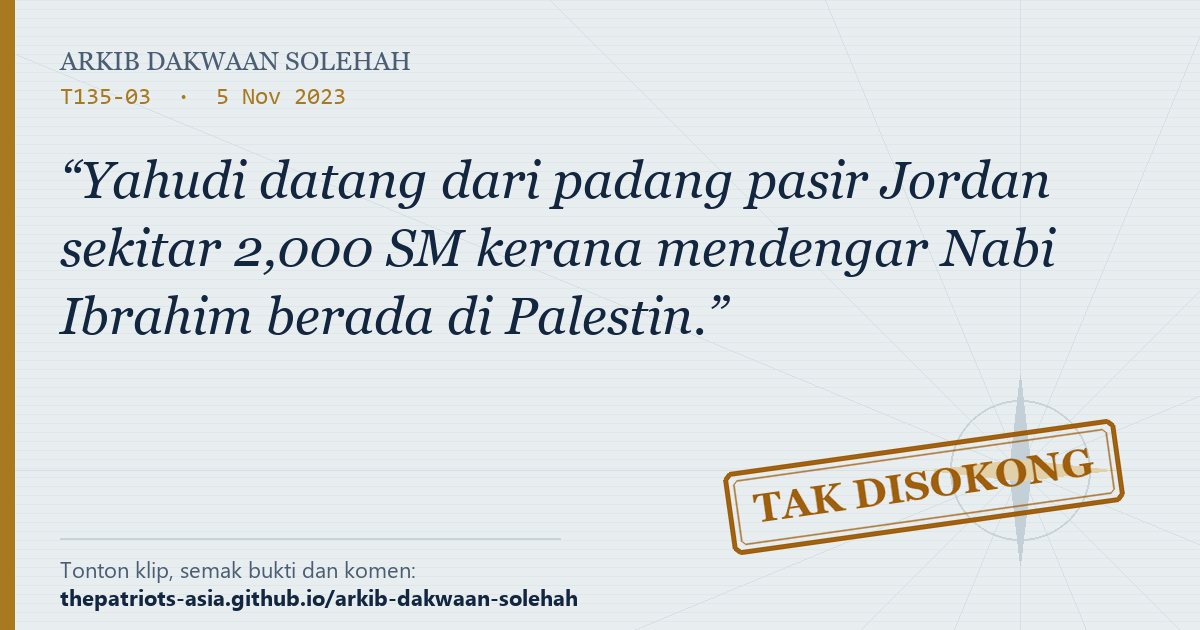 ARKIB DAKWAAN SOLEHAH
T135-03 · 5 Nov 2023
“Yahudi datang dari padang pasir Jordan
sekitar 2,000 SM kerana mendengar Nabi
Ibrahim berada di Palestin.”
TAK DISOKONG
Tonton klip, semak bukti dan komen:
thepatriots-asia.github.io/arkib-dakwaan-solehah